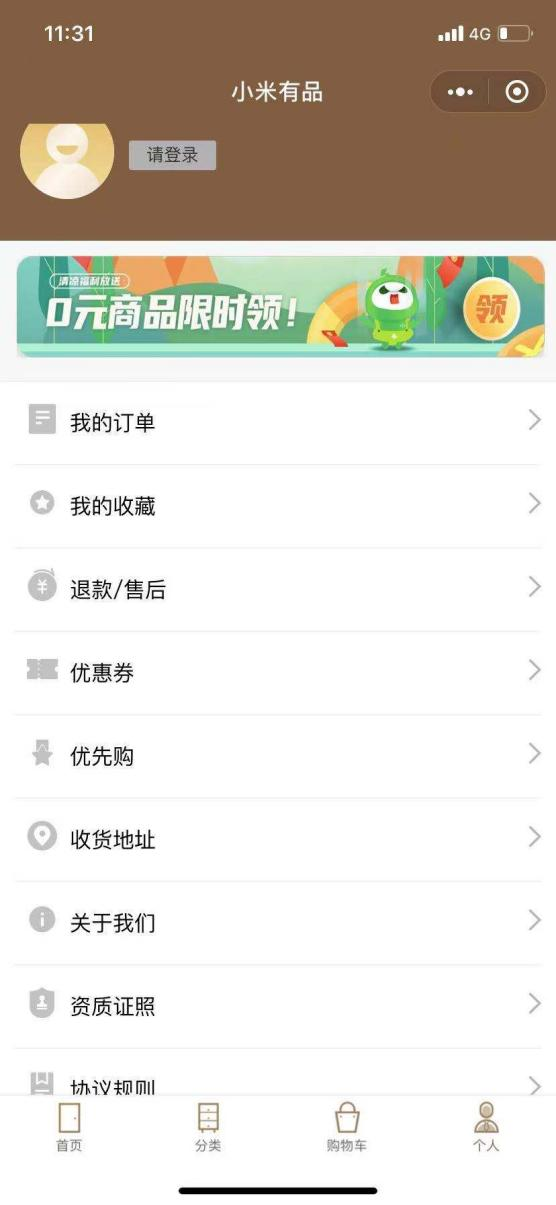 11:31
4G
小米有品
请登录
清凉福利放送
0元商品限时领!
领
我的订单
我的收藏
退款/售后
优惠券
优先购
收货地址
关于我们
资质证照
协议规则
首页
分类
购物车
个人